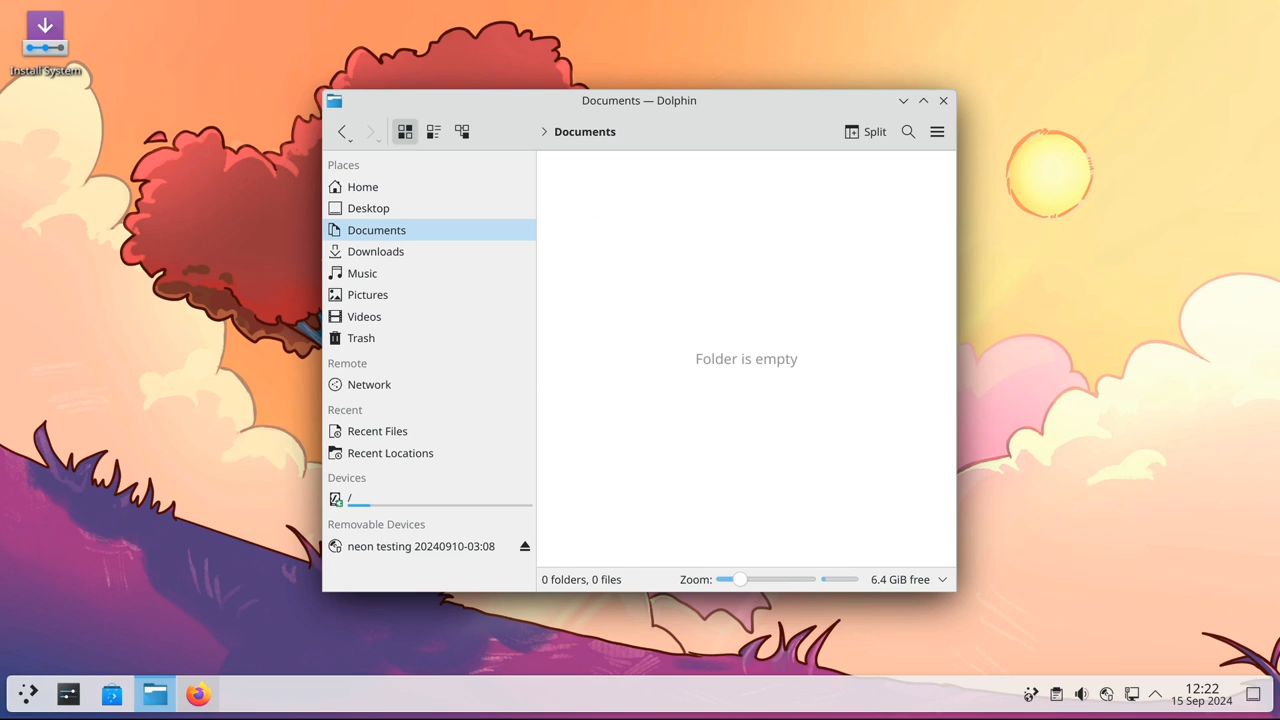 Install System
Documents — Dolphin
Documents
Split
Places
Home
Desktop
Documents
Downloads
Music
Pictures
Videos
Trash
Remote
Network
Recent
Recent Files
Recent Locations
Devices
/
Removable Devices
neon testing 20240910-03:08
Folder is empty
0 folders, 0 files
Zoom:
6.4 GiB free
12:22
15 Sep 2024